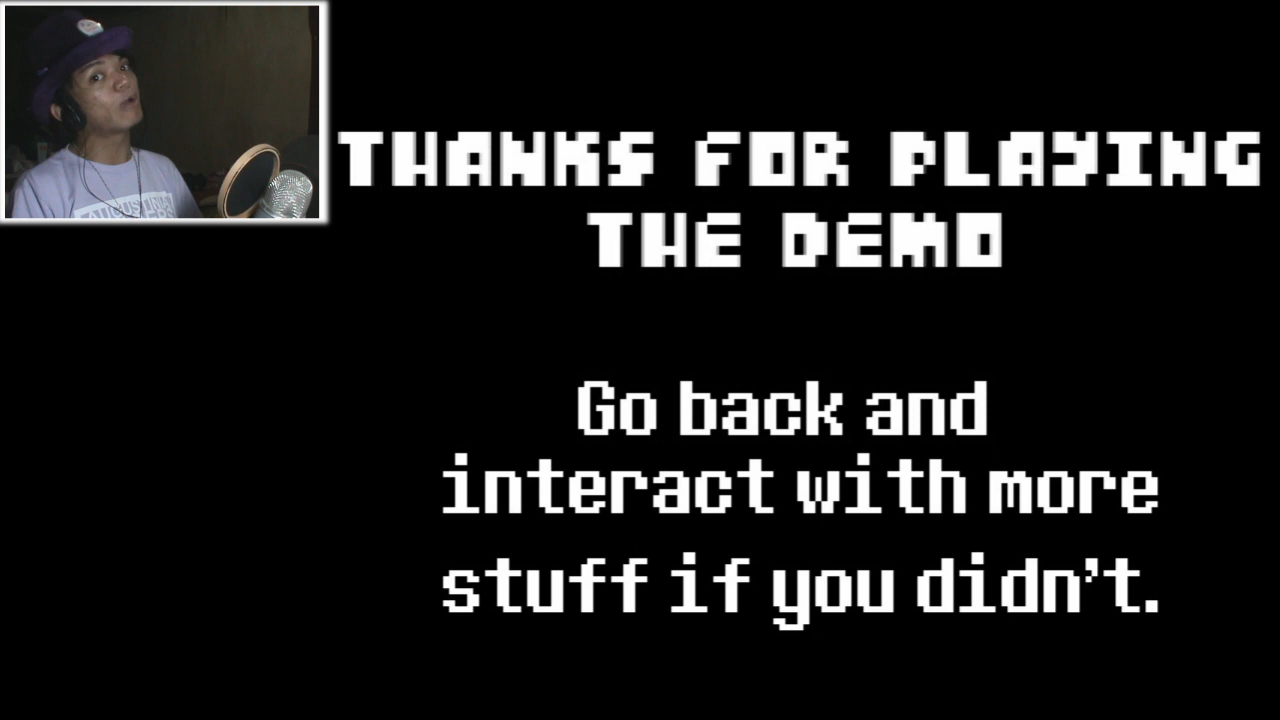 THANKS FOR PLAYING
THE DEMO
Go back and
interact with more
stuff if you didn't.